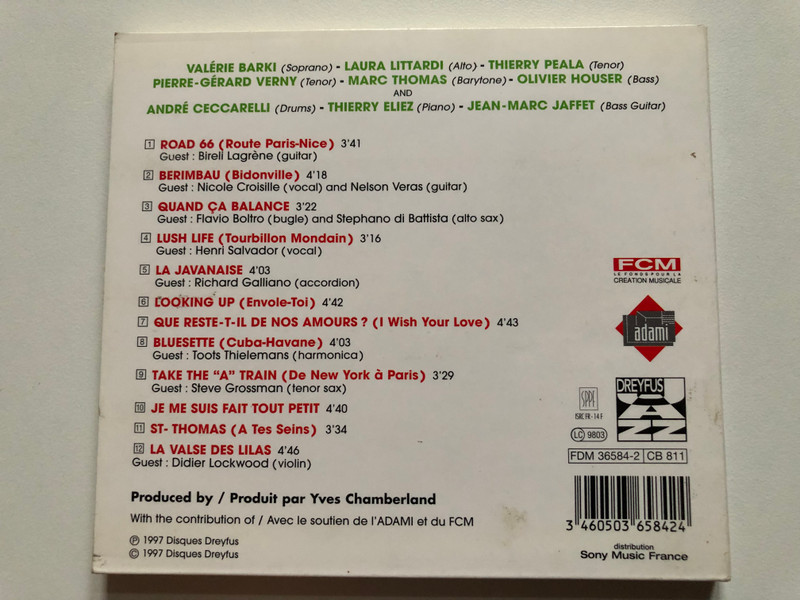 VALÉRIE BARKI (Soprano) - LAURA LITTARDI (Alto) - THIERRY PEALA (Tenor)
PIERRE-GÉRARD VERNY (Tenor) - MARC THOMAS (Barytone) - OLIVIER HOUSER (Bass)
AND
ANDRÉ CECCARELLI (Drums) - THIERRY ELIEZ (Piano) - JEAN-MARC JAFFET (Bass Guitar)
1 ROAD 66 (Route Paris-Nice) 3'41
Guest : Bireli Lagrène (guitar)
2 BERIMBAU (Bidonville) 4'18
Guest : Nicole Croisille (vocal) and Nelson Veras (guitar)
3 QUAND ÇA BALANCE 3'22
Guest : Flavio Boltro (bugle) and Stephano di Battista (alto sax)
4 LUSH LIFE (Tourbillon Mondain) 3'16
Guest : Henri Salvador (vocal)
5 LA JAVANAISE 4'03
Guest : Richard Galliano (accordion)
6 LOOKING UP (Envole-Toi) 4'42
7 QUE RESTE-T-IL DE NOS AMOURS ? (I Wish Your Love) 4'43
8 BLUESETTE (Cuba-Havane) 4'03
Guest : Toots Thielemans (harmonica)
9 TAKE THE “A” TRAIN (De New York à Paris) 3'29
Guest : Steve Grossman (tenor sax)
10 JE ME SUIS FAIT TOUT PETIT 4'40
11 ST- THOMAS (A Tes Seins) 3'34
12 LA VALSE DES LILAS 4'46
Guest : Didier Lockwood (violin)
Produced by / Produit par Yves Chamberland
With the contribution of / Avec le soutien de l'ADAMI et du FCM
℗ 1997 Disques Dreyfus
© 1997 Disques Dreyfus
FCM
LE FONDS POUR LA
CREATION MUSICALE
adami
SPPF
ISRC FR - 14 F
LC 9803
DREYFUS
JAZZ
FDM 36584-2 CB 811
3 460503 658424
distribution
Sony Music France